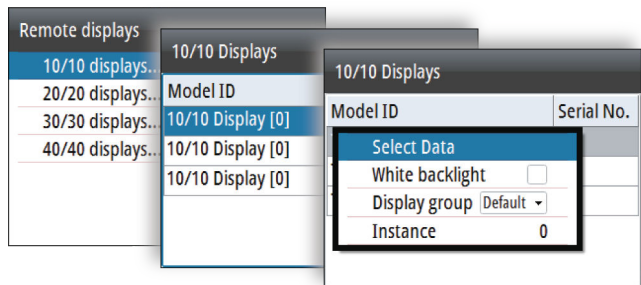 Remote displays
10/10 displays...
20/20 displays...
30/30 displays...
40/40 displays...
10/10 Displays
Model ID
10/10 Display [0]
10/10 Display [0]
10/10 Display [0]
10/10 Displays
Model ID Serial No.
Select Data
White backlight
Display group Default
Instance 0